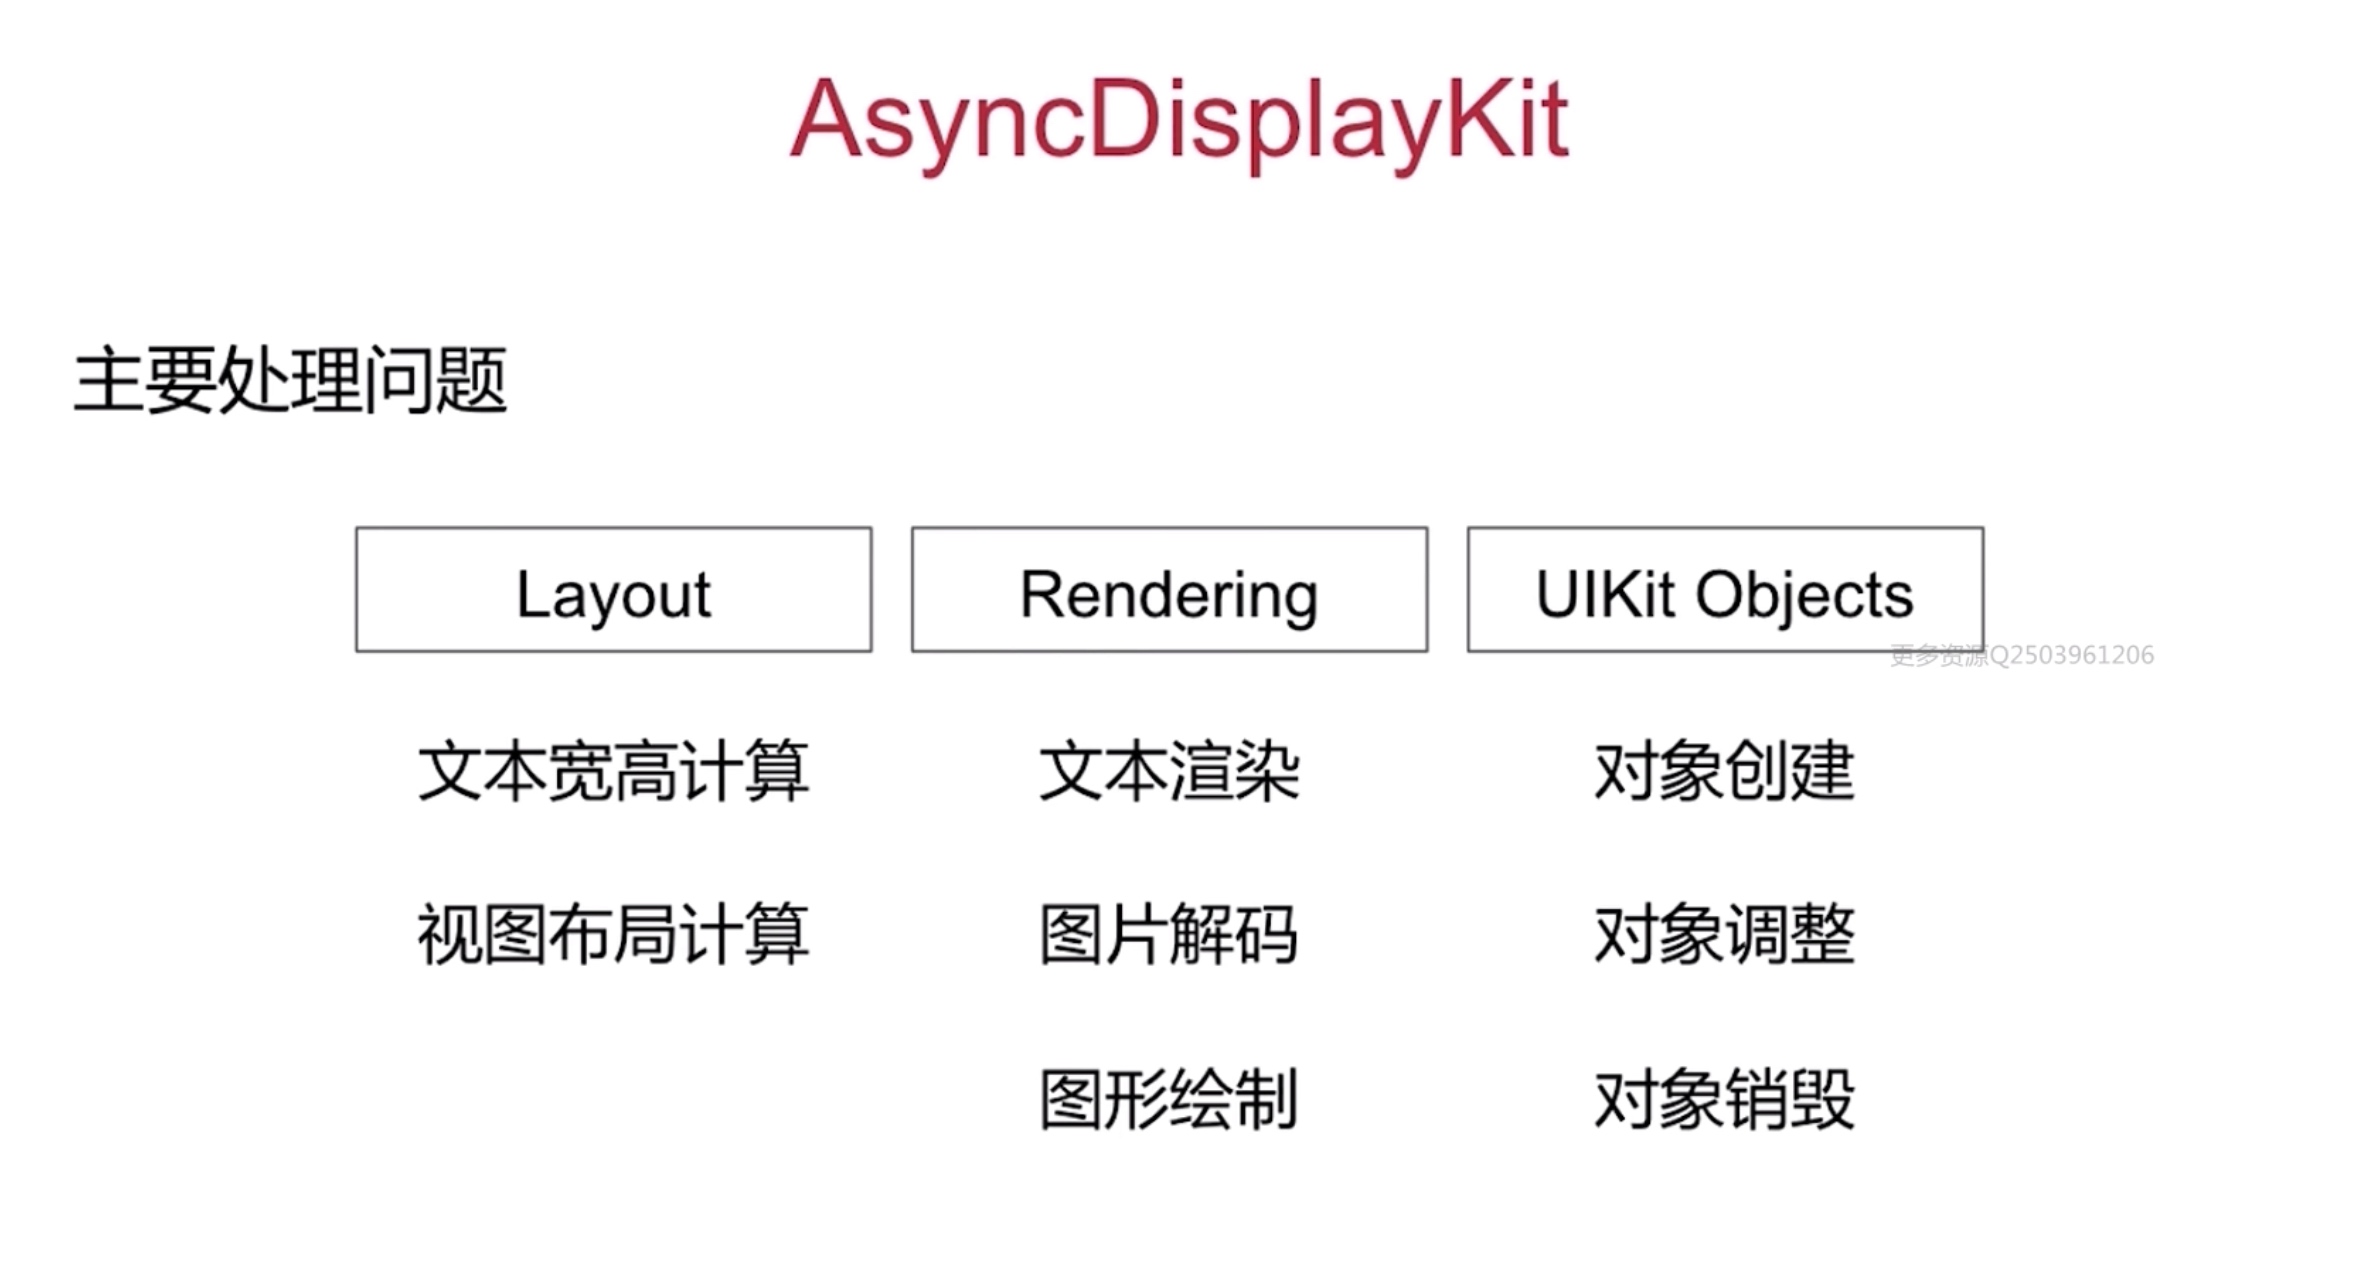 AsyncDisplayKit
主要处理问题
Layout
Rendering
UIKit Objects
更多资源Q2503961206
文本宽高计算
文本渲染
对象创建
视图布局计算
图片解码
对象调整
图形绘制
对象销毁